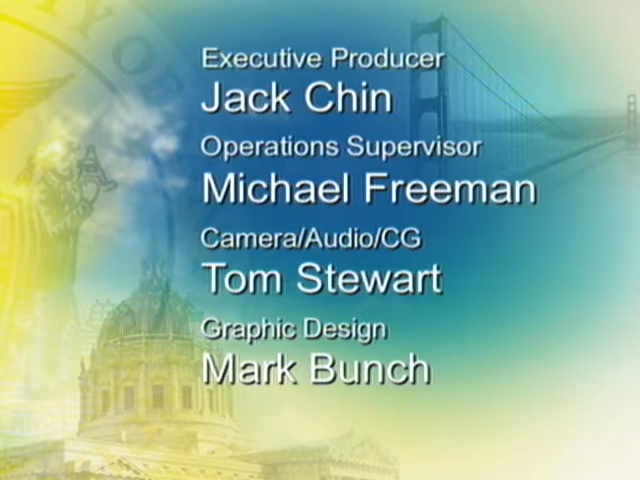 Executive Producer
Jack Chin
Operations Supervisor
Michael Freeman
Camera/Audio/CG
Tom Stewart
Graphic Design
Mark Bunch